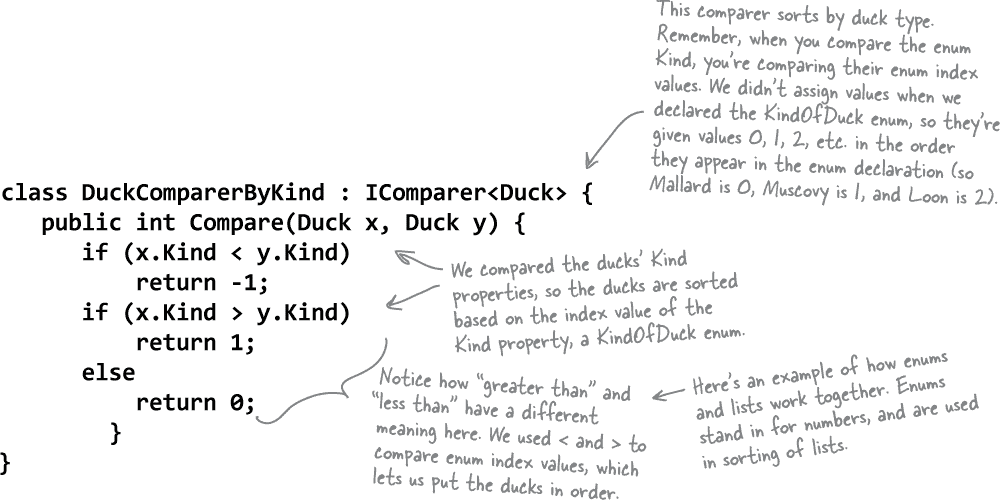 This comparer sorts by duck type.
Remember, when you compare the enum
Kind, you're comparing their enum index
values. We didn't assign values when we
declared the KindOfDuck enum, so they're
given values 0, 1, 2, etc. in the order
they appear in the enum declaration (so
Mallard is 0, Muscovy is 1, and Loon is 2).
class DuckComparerByKind : IComparer<Duck> {
public int Compare(Duck x, Duck y) {
if (x.Kind < y.Kind)
return -1;
if (x.Kind > y.Kind)
return 1;
else
return 0;
}
}
We compared the ducks' Kind
properties, so the ducks are sorted
based on the index value of the
Kind property, a KindOfDuck enum.
Notice how "greater than" and
"less than" have a different
meaning here. We used < and > to
compare enum index values, which
lets us put the ducks in order.
Here's an example of how enums
and lists work together. Enums
stand in for numbers, and are used
in sorting of lists.